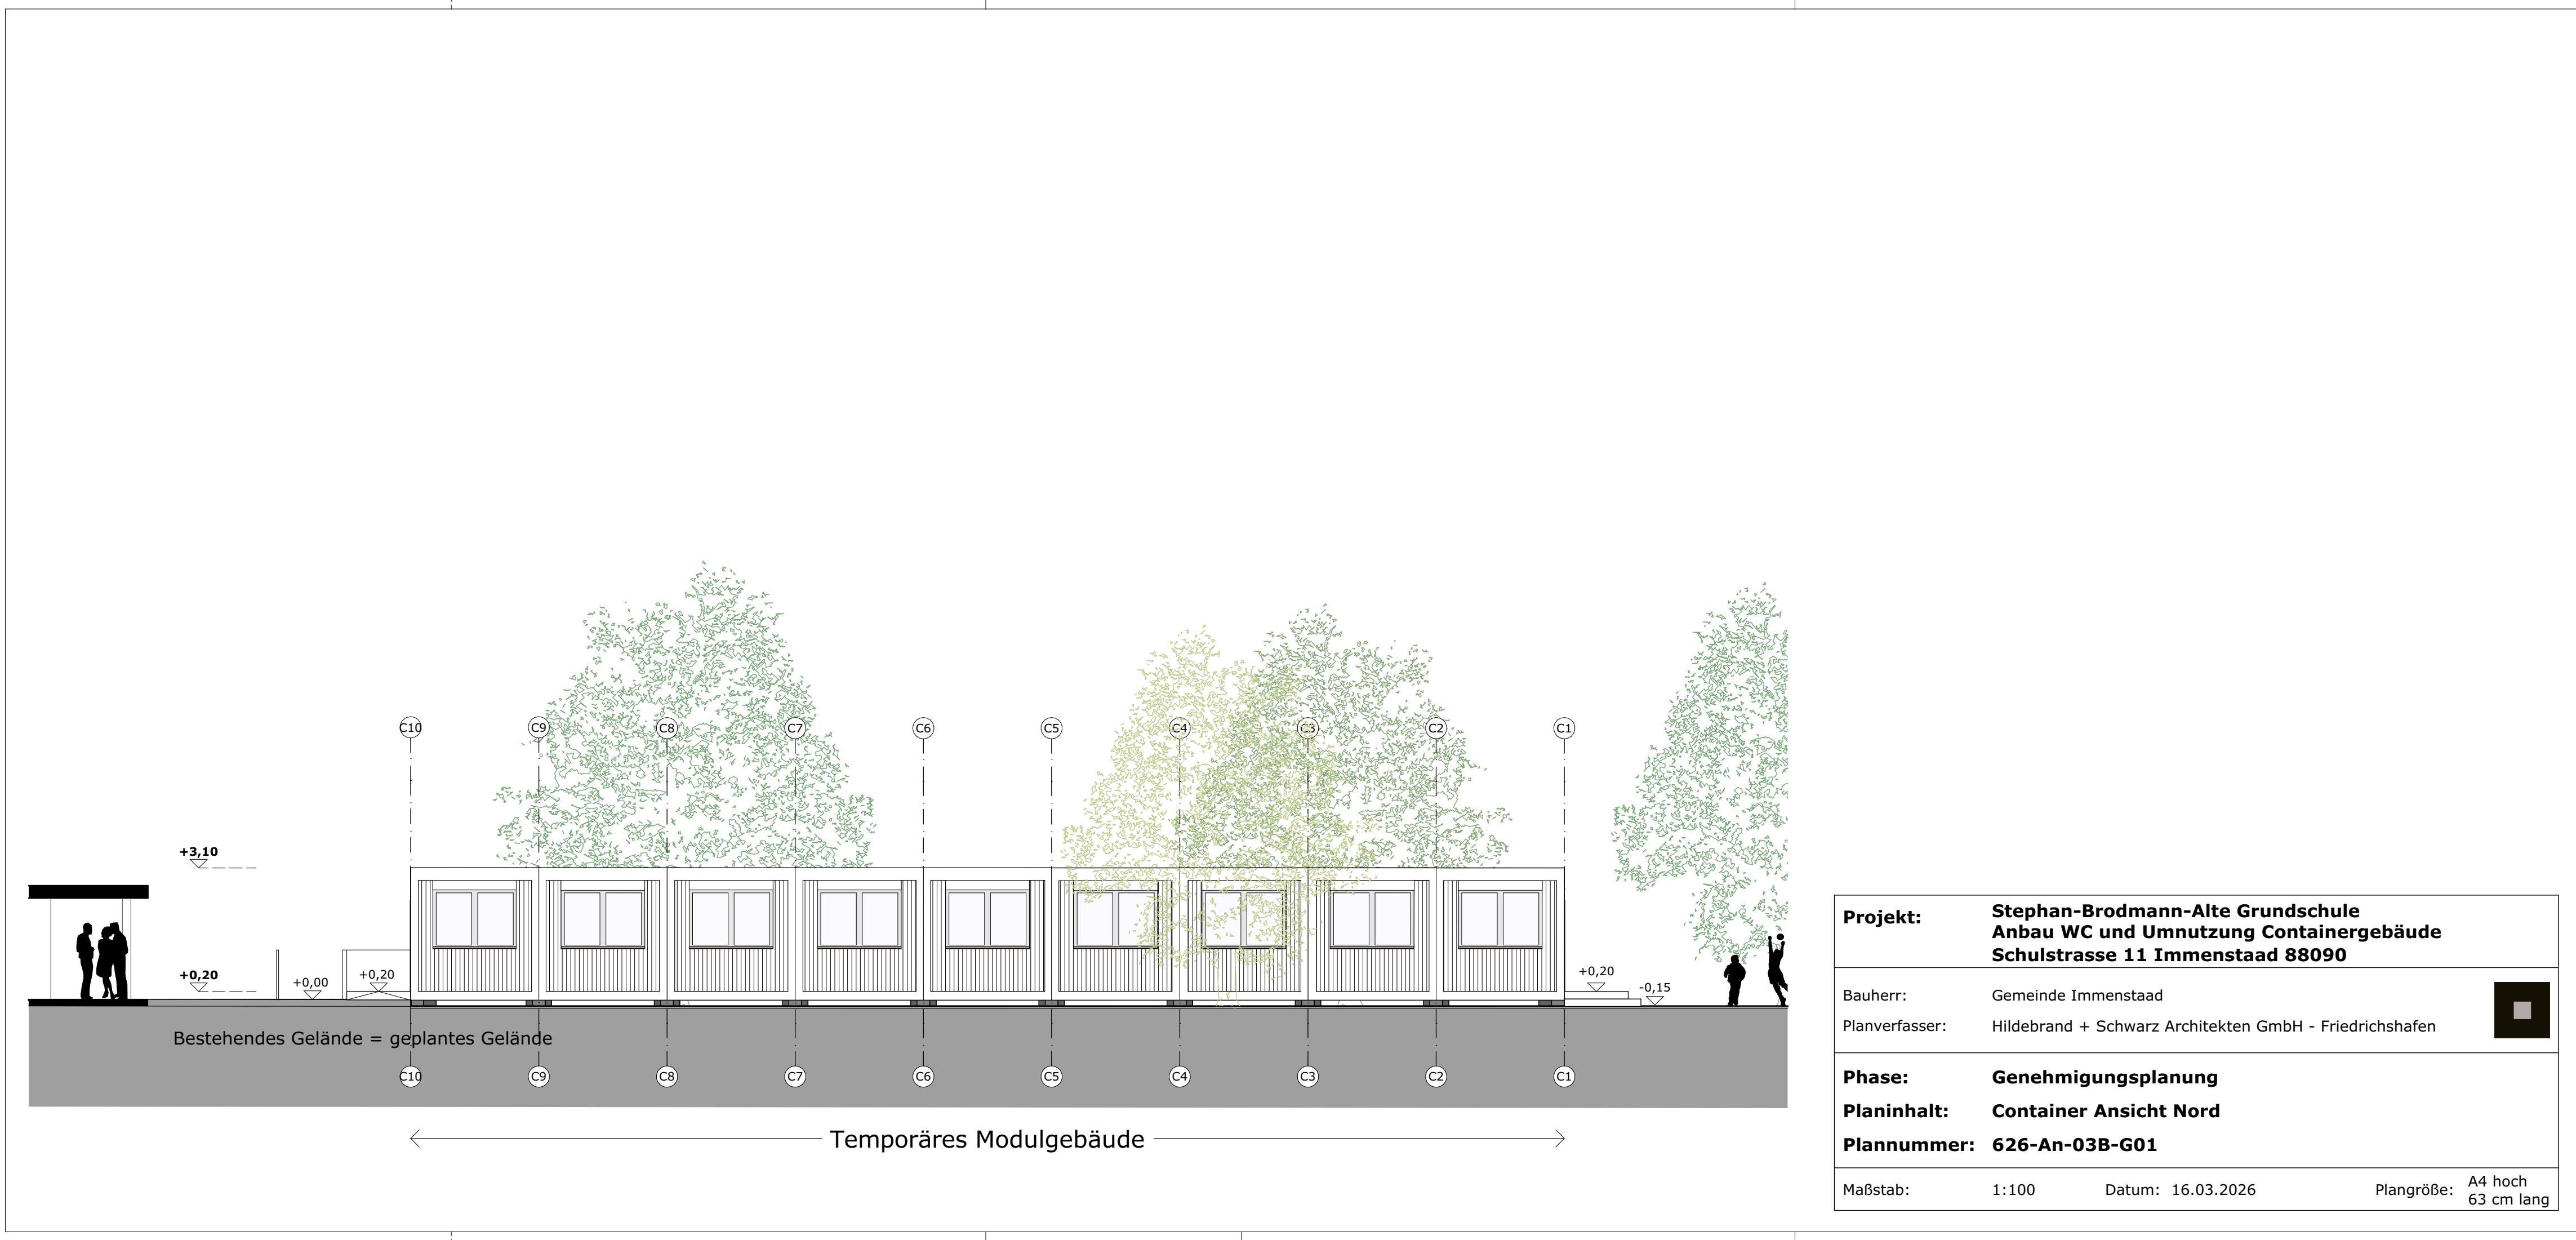 C10 C9 C8 C7 C6 C5 C4 C3 C2 C1
+3,10
+0,20
+0,00
+0,20
+0,20
-0,15
Bestehendes Gelände = geplantes Gelände
C10 C9 C8 C7 C6 C5 C4 C3 C2 C1
Temporäres Modulgebäude
Projekt: Stephan-Brodmann-Alte Grundschule
Anbau WC und Umnutzung Containergebäude
Schulstrasse 11 Immenstaad 88090
Bauherr: Gemeinde Immenstaad
Planverfasser: Hildebrand + Schwarz Architekten GmbH - Friedrichshafen
Phase: Genehmigungsplanung
Planinhalt: Container Ansicht Nord
Plannummer: 626-An-03B-G01
Maßstab: 1:100 Datum: 16.03.2026 Plangröße: A4 hoch
63 cm lang